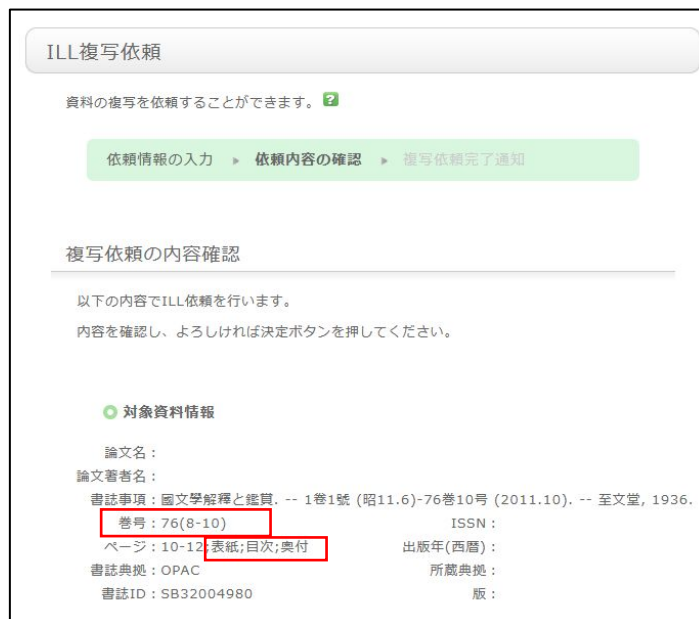 ILL複写依頼
資料の複写を依頼することができます。?
依頼情報の入力 ▶ 依頼内容の確認 ▶ 複写依頼完了通知
複写依頼の内容確認
以下の内容でILL依頼を行います。
内容を確認し、よろしければ決定ボタンを押してください。
対象資料情報
論文名:
論文著者名:
書誌事項:國文學解釋と鑑賞. -- 1巻1號 (昭11.6)-76巻10号 (2011.10). -- 至文堂, 1936.
巻号:76(8-10) ISSN:
ページ:10-12;表紙;目次;奥付 出版年(西暦):
書誌典拠:OPAC 所蔵典拠:
書誌ID:SB32004980 版: